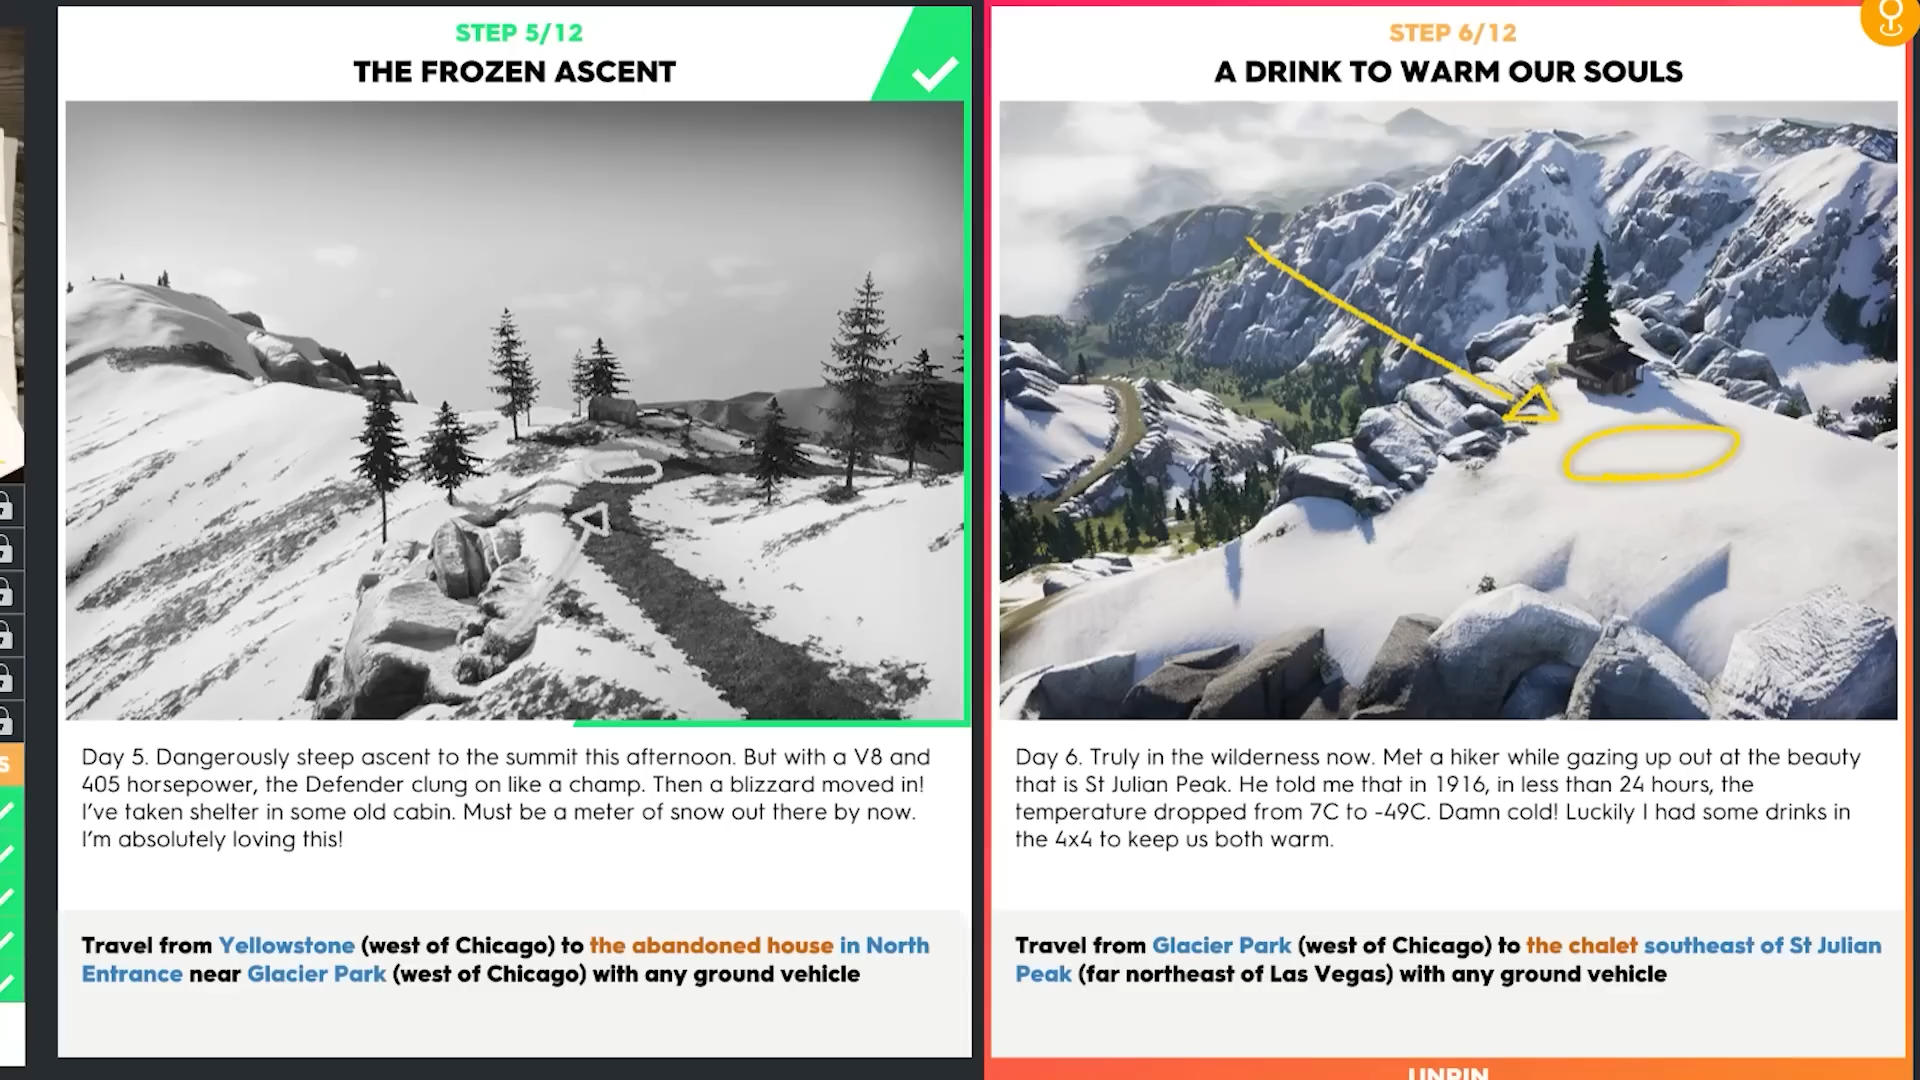 STEP 5/12
THE FROZEN ASCENT
Day 5. Dangerously steep ascent to the summit this afternoon. But with a V8 and
405 horsepower, the Defender clung on like a champ. Then a blizzard moved in!
I've taken shelter in some old cabin. Must be a meter of snow out there by now.
I'm absolutely loving this!
Travel from Yellowstone (west of Chicago) to the abandoned house in North
Entrance near Glacier Park (west of Chicago) with any ground vehicle
STEP 6/12
A DRINK TO WARM OUR SOULS
Day 6. Truly in the wilderness now. Met a hiker while gazing up out at the beauty
that is St Julian Peak. He told me that in 1916, in less than 24 hours, the
temperature dropped from 7C to -49C. Damn cold! Luckily I had some drinks in
the 4x4 to keep us both warm.
Travel from Glacier Park (west of Chicago) to the chalet southeast of St Julian
Peak (far northeast of Las Vegas) with any ground vehicle
UNPIN